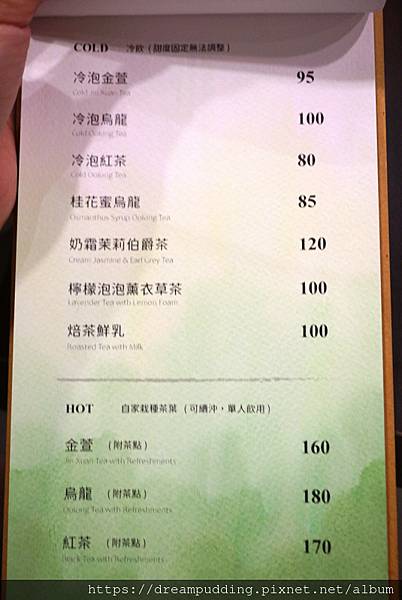 COLD 冷飲（甜度固定無法調整）
冷泡金萱 95
Cold Jin Xuan Tea
冷泡烏龍 100
Cold Oolong Tea
冷泡紅茶 80
Cold Oolong Tea
桂花蜜烏龍 85
Osmanthus Syrup Oolong Tea
奶霜茉莉伯爵茶 120
Cream Jasmine & Earl Grey Tea
檸檬泡泡薰衣草茶 100
Lavender Tea with Lemon Foam
焙茶鮮乳 100
Roasted Tea with Milk
HOT 自家栽種茶葉（可續沖，單人飲用）
金萱（附茶點） 160
Jin Xuan Tea with Refreshments
烏龍（附茶點） 180
Oolong Tea with Refreshments
紅茶（附茶點） 170
Black Tea with Refreshments
https://dreampudding.pixnet.net/album